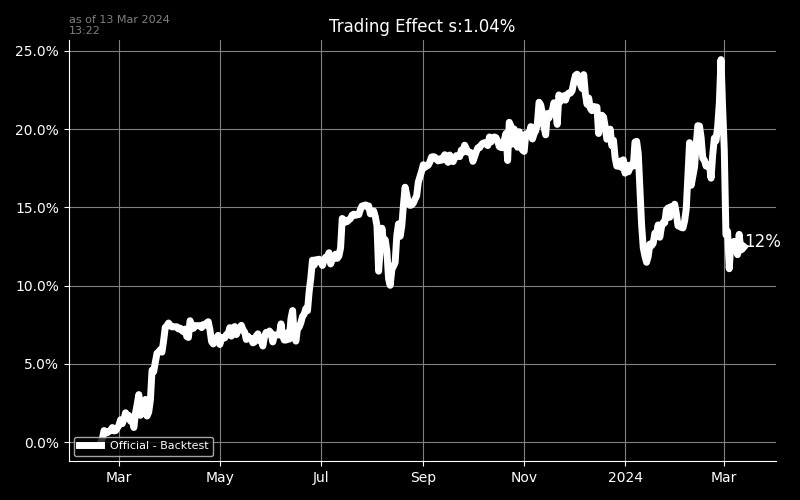 as of 13 Mar 2024
13:22
Trading Effect s:1.04%
25.0%
20.0%
15.0%
12%
10.0%
5.0%
0.0%
Official - Backtest
Mar May Jul Sep Nov 2024 Mar